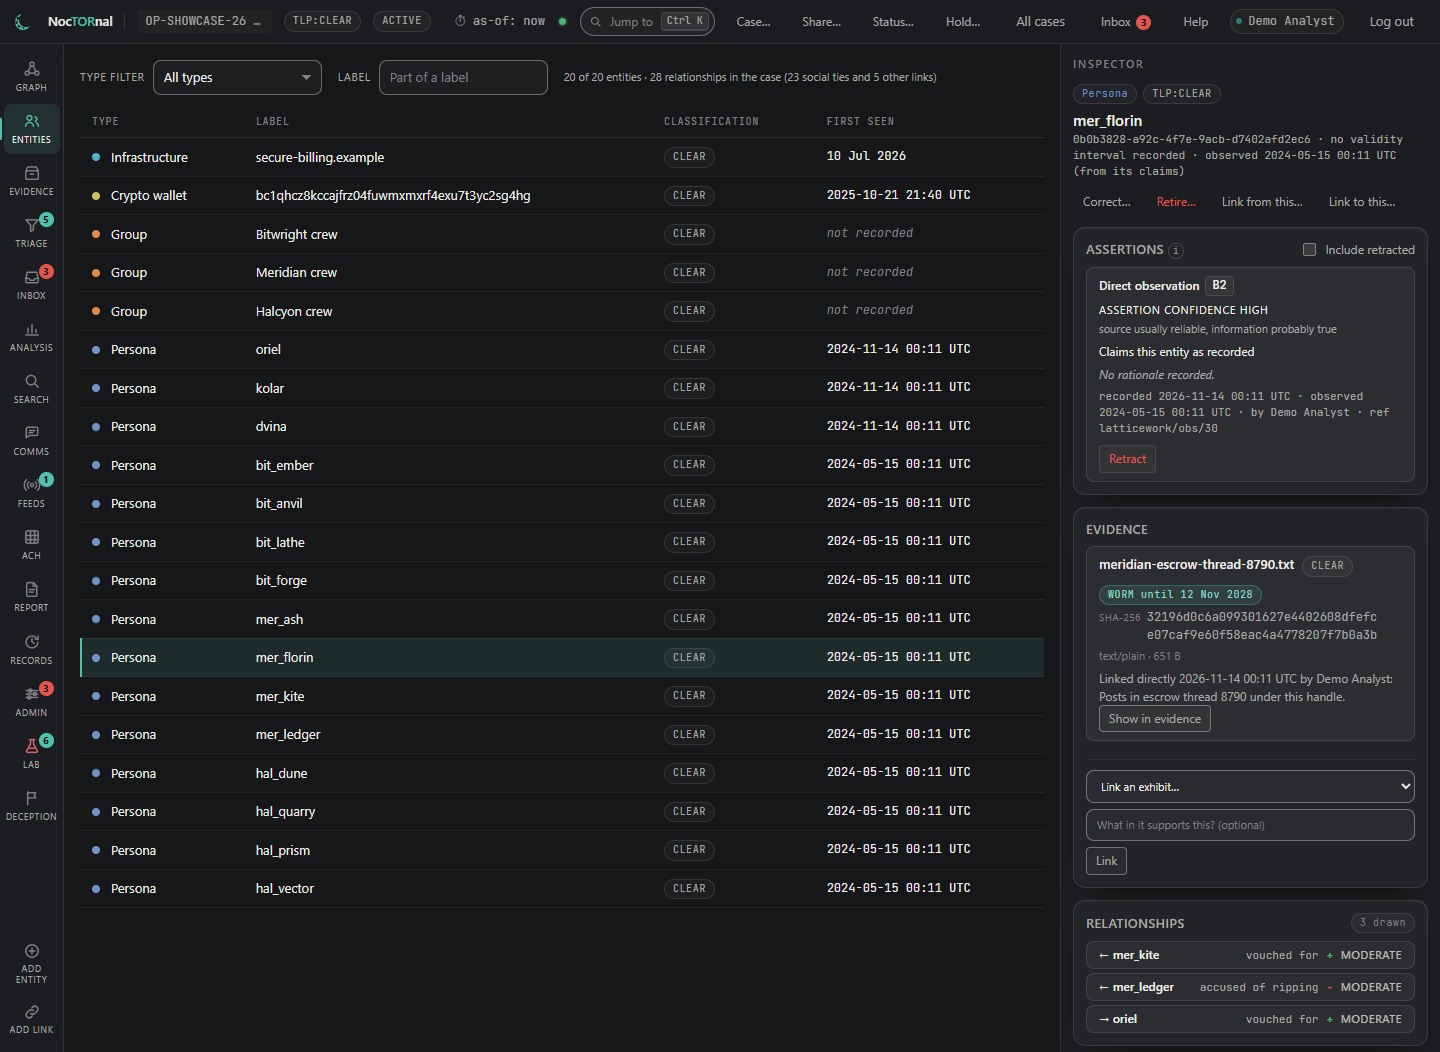 NocTORnal
OP-SHOWCASE-26 …
TLP:CLEAR
ACTIVE
as-of: now
Jump to
Ctrl K
Case...
Share...
Status...
Hold...
All cases
Inbox 3
Help
Demo Analyst
Log out
GRAPH
ENTITIES
EVIDENCE
5
TRIAGE
3
INBOX
ANALYSIS
SEARCH
COMMS
1
FEEDS
ACH
REPORT
RECORDS
3
ADMIN
6
LAB
DECEPTION
ADD
ENTITY
ADD LINK
TYPE FILTER
All types
LABEL
Part of a label
20 of 20 entities · 28 relationships in the case (23 social ties and 5 other links)
TYPE LABEL CLASSIFICATION FIRST SEEN
Infrastructure secure-billing.example CLEAR 10 Jul 2026
Crypto wallet bc1qhcz8kccajfrz04fuwmxmxrf4exu7t3yc2sg4hg CLEAR 2025-10-21 21:40 UTC
Group Bitwright crew CLEAR not recorded
Group Meridian crew CLEAR not recorded
Group Halcyon crew CLEAR not recorded
Persona oriel CLEAR 2024-11-14 00:11 UTC
Persona kolar CLEAR 2024-11-14 00:11 UTC
Persona dvina CLEAR 2024-11-14 00:11 UTC
Persona bit_ember CLEAR 2024-05-15 00:11 UTC
Persona bit_anvil CLEAR 2024-05-15 00:11 UTC
Persona bit_lathe CLEAR 2024-05-15 00:11 UTC
Persona bit_forge CLEAR 2024-05-15 00:11 UTC
Persona mer_ash CLEAR 2024-05-15 00:11 UTC
Persona mer_florin CLEAR 2024-05-15 00:11 UTC
Persona mer_kite CLEAR 2024-05-15 00:11 UTC
Persona mer_ledger CLEAR 2024-05-15 00:11 UTC
Persona hal_dune CLEAR 2024-05-15 00:11 UTC
Persona hal_quarry CLEAR 2024-05-15 00:11 UTC
Persona hal_prism CLEAR 2024-05-15 00:11 UTC
Persona hal_vector CLEAR 2024-05-15 00:11 UTC
INSPECTOR
Persona TLP:CLEAR
mer_florin
0b0b3828-a92c-4f7e-9acb-d7402afd2ec6 · no validity
interval recorded · observed 2024-05-15 00:11 UTC
(from its claims)
Correct... Retire... Link from this... Link to this...
ASSERTIONS i Include retracted
Direct observation B2
ASSERTION CONFIDENCE HIGH
source usually reliable, information probably true
Claims this entity as recorded
No rationale recorded.
recorded 2026-11-14 00:11 UTC · observed
2024-05-15 00:11 UTC · by Demo Analyst · ref
latticework/obs/30
Retract
EVIDENCE
meridian-escrow-thread-8790.txt CLEAR
WORM until 12 Nov 2028
SHA-256 32196d0c6a099301627e4402608dfefc
e07caf9e60f58eac4a4778207f7b0a3b
text/plain · 651 B
Linked directly 2026-11-14 00:11 UTC by Demo Analyst:
Posts in escrow thread 8790 under this handle.
Show in evidence
Link an exhibit...
What in it supports this? (optional)
Link
RELATIONSHIPS 3 drawn
← mer_kite vouched for + MODERATE
← mer_ledger accused of ripping - MODERATE
→ oriel vouched for + MODERATE